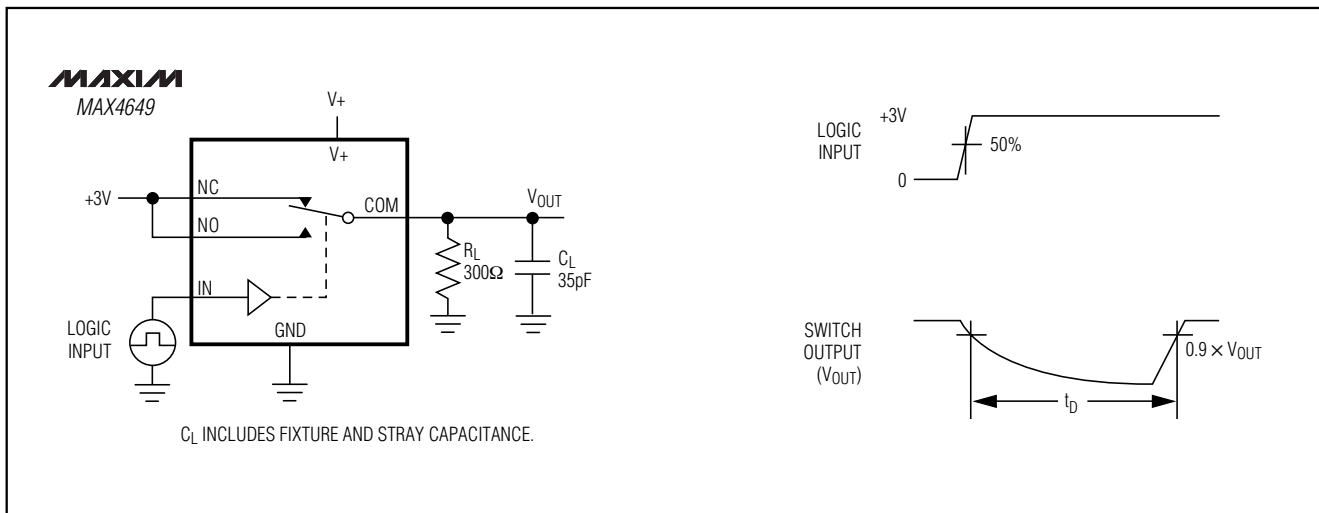 MAXIM
MAX4649
V+
V+
+3V
NC
NO
COM
VOUT
RL
300Ω
CL
35pF
IN
LOGIC
INPUT
GND
CL INCLUDES FIXTURE AND STRAY CAPACITANCE.
LOGIC
INPUT
+3V
50%
0
SWITCH
OUTPUT
(VOUT)
0.9 × VOUT
tD